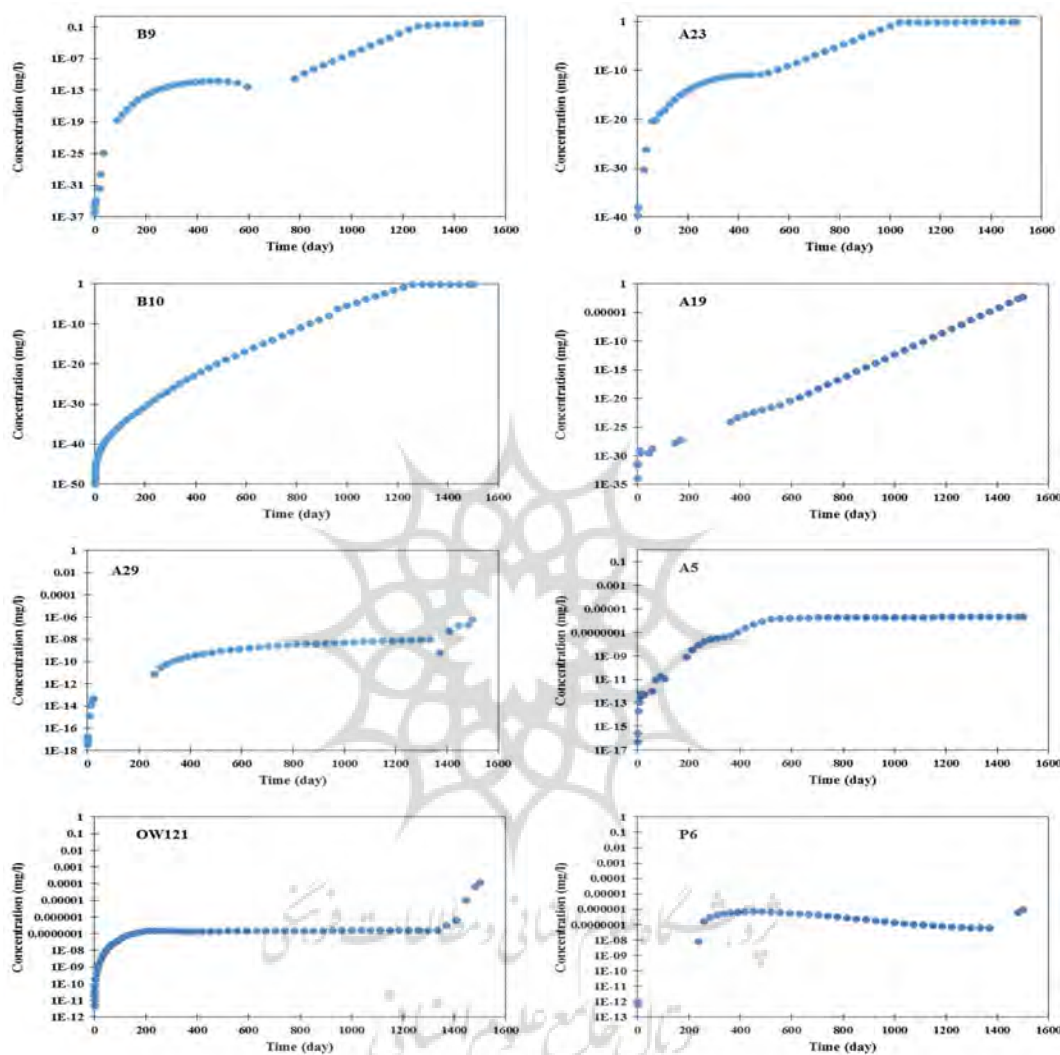 B9
Concentration (mg/l)
0.1
1E-07
1E-13
1E-19
1E-25
1E-31
1E-37
0 200 400 600 800 1000 1200 1400 1600
Time (day)
A23
Concentration (mg/l)
1
1E-10
1E-20
1E-30
1E-40
0 200 400 600 800 1000 1200 1400 1600
Time (day)
B10
Concentration (mg/l)
1
1E-10
1E-20
1E-30
1E-40
1E-50
0 200 400 600 800 1000 1200 1400 1600
Time (day)
A19
Concentration (mg/l)
1
0.00001
1E-10
1E-15
1E-20
1E-25
1E-30
1E-35
0 200 400 600 800 1000 1200 1400 1600
Time (day)
A29
Concentration (mg/l)
1
0.01
0.0001
1E-06
1E-08
1E-10
1E-12
1E-14
1E-16
1E-18
0 200 400 600 800 1000 1200 1400 1600
Time (day)
A5
Concentration (mg/l)
1
0.1
0.001
0.00001
0.0000001
1E-09
1E-11
1E-13
1E-15
1E-17
0 200 400 600 800 1000 1200 1400 1600
Time (day)
OW121
Concentration (mg/l)
1
0.1
0.01
0.001
0.0001
0.00001
0.000001
0.0000001
1E-08
1E-09
1E-10
1E-11
1E-12
0 200 400 600 800 1000 1200 1400 1600
Time (day)
P6
Concentration (mg/l)
1
0.1
0.01
0.001
0.0001
0.00001
0.000001
0.0000001
1E-08
1E-09
1E-10
1E-11
1E-12
1E-13
0 200 400 600 800 1000 1200 1400 1600
Time (day)
پژوهشگاه علوم انسانی و مطالعات فرهنگی
پرتال جامع علوم انسانی